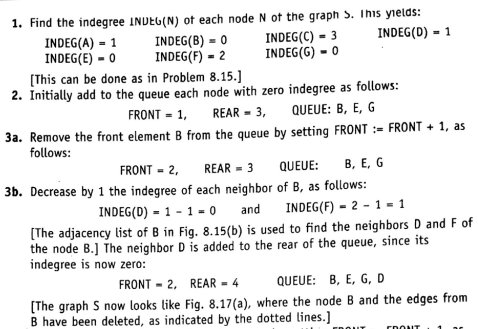 1. Find the indegree INDEG(N) of each node N of the graph S. This yields:
INDEG(A) = 1 INDEG(B) = 0 INDEG(C) = 3 INDEG(D) = 1
INDEG(E) = 0 INDEG(F) = 2 INDEG(G) = 0
[This can be done as in Problem 8.15.]
2. Initially add to the queue each node with zero indegree as follows:
FRONT = 1, REAR = 3, QUEUE: B, E, G
3a. Remove the front element B from the queue by setting FRONT := FRONT + 1, as
follows:
FRONT = 2, REAR = 3 QUEUE: B, E, G
3b. Decrease by 1 the indegree of each neighbor of B, as follows:
INDEG(D) = 1 - 1 = 0 and INDEG(F) = 2 - 1 = 1
[The adjacency list of B in Fig. 8.15(b) is used to find the neighbors D and F of
the node B.] The neighbor D is added to the rear of the queue, since its
indegree is now zero:
FRONT = 2, REAR = 4 QUEUE: B, E, G, D
[The graph S now looks like Fig. 8.17(a), where the node B and the edges from
B have been deleted, as indicated by the dotted lines.]